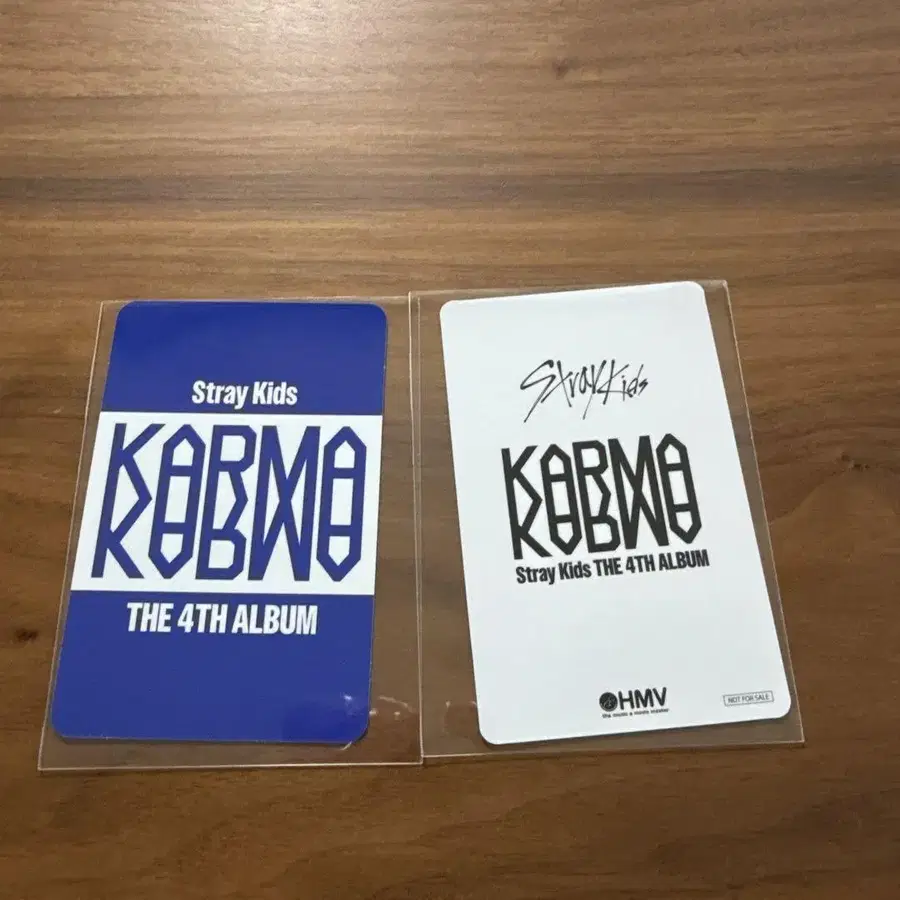 Stray Kids
KARMA
THE 4TH ALBUM
Stray Kids
KARMA
Stray Kids THE 4TH ALBUM
HMV
the music & movie master
NOT FOR SALE